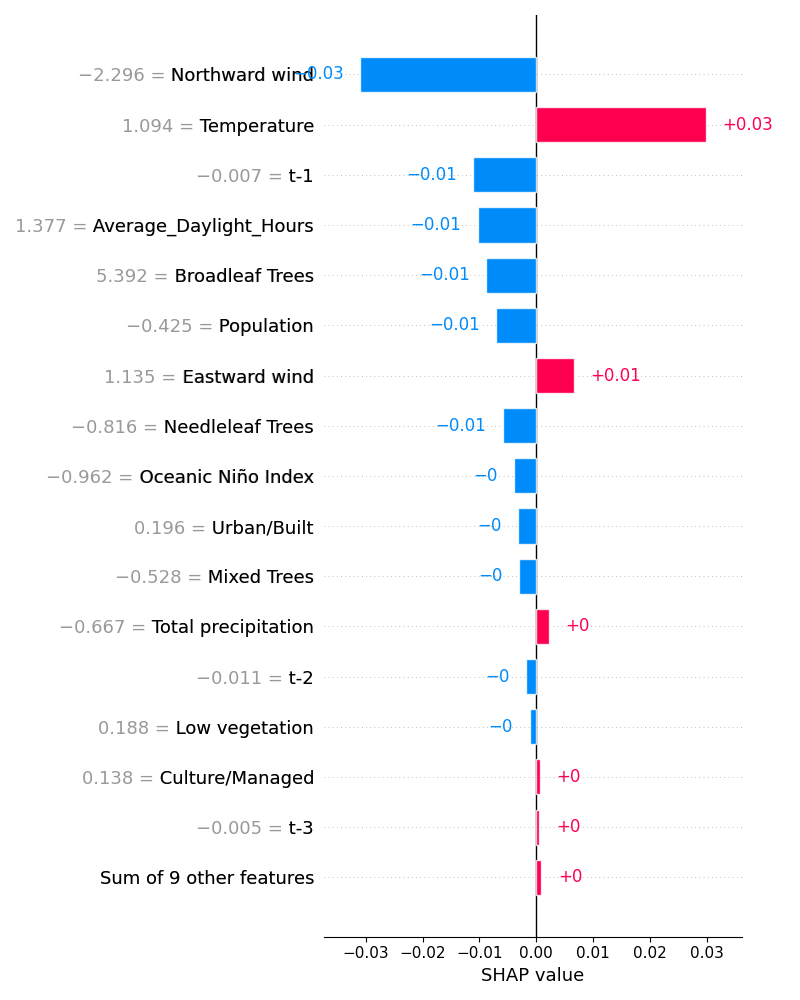 −2.296 = Northward wind −0.03
1.094 = Temperature +0.03
−0.007 = t-1 −0.01
1.377 = Average_Daylight_Hours −0.01
5.392 = Broadleaf Trees −0.01
−0.425 = Population −0.01
1.135 = Eastward wind +0.01
−0.816 = Needleleaf Trees −0.01
−0.962 = Oceanic Niño Index −0
0.196 = Urban/Built −0
−0.528 = Mixed Trees −0
−0.667 = Total precipitation +0
−0.011 = t-2 −0
0.188 = Low vegetation −0
0.138 = Culture/Managed +0
−0.005 = t-3 +0
Sum of 9 other features +0
−0.03 −0.02 −0.01 0.00 0.01 0.02 0.03
SHAP value